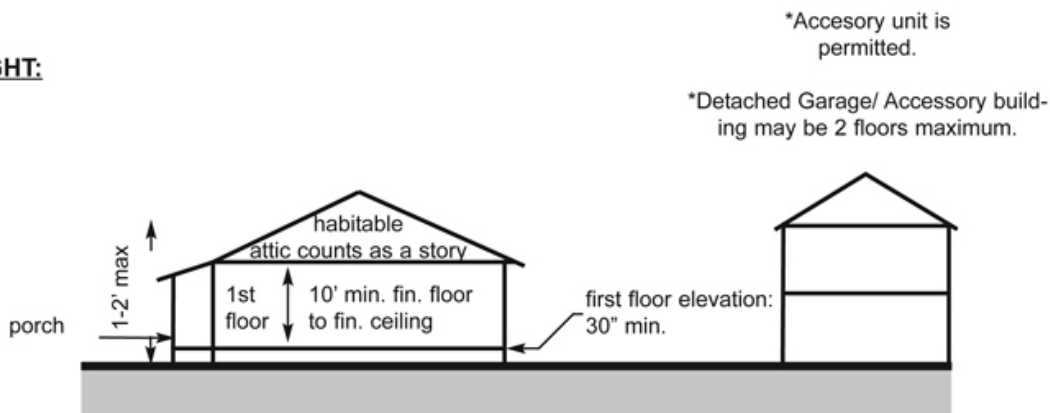 *Accesory unit is
permitted.
GHT:
*Detached Garage/ Accessory build-
ing may be 2 floors maximum.
habitable
attic counts as a story
1-2' max
1st
floor
10' min. fin. floor
to fin. ceiling
first floor elevation:
30" min.
porch